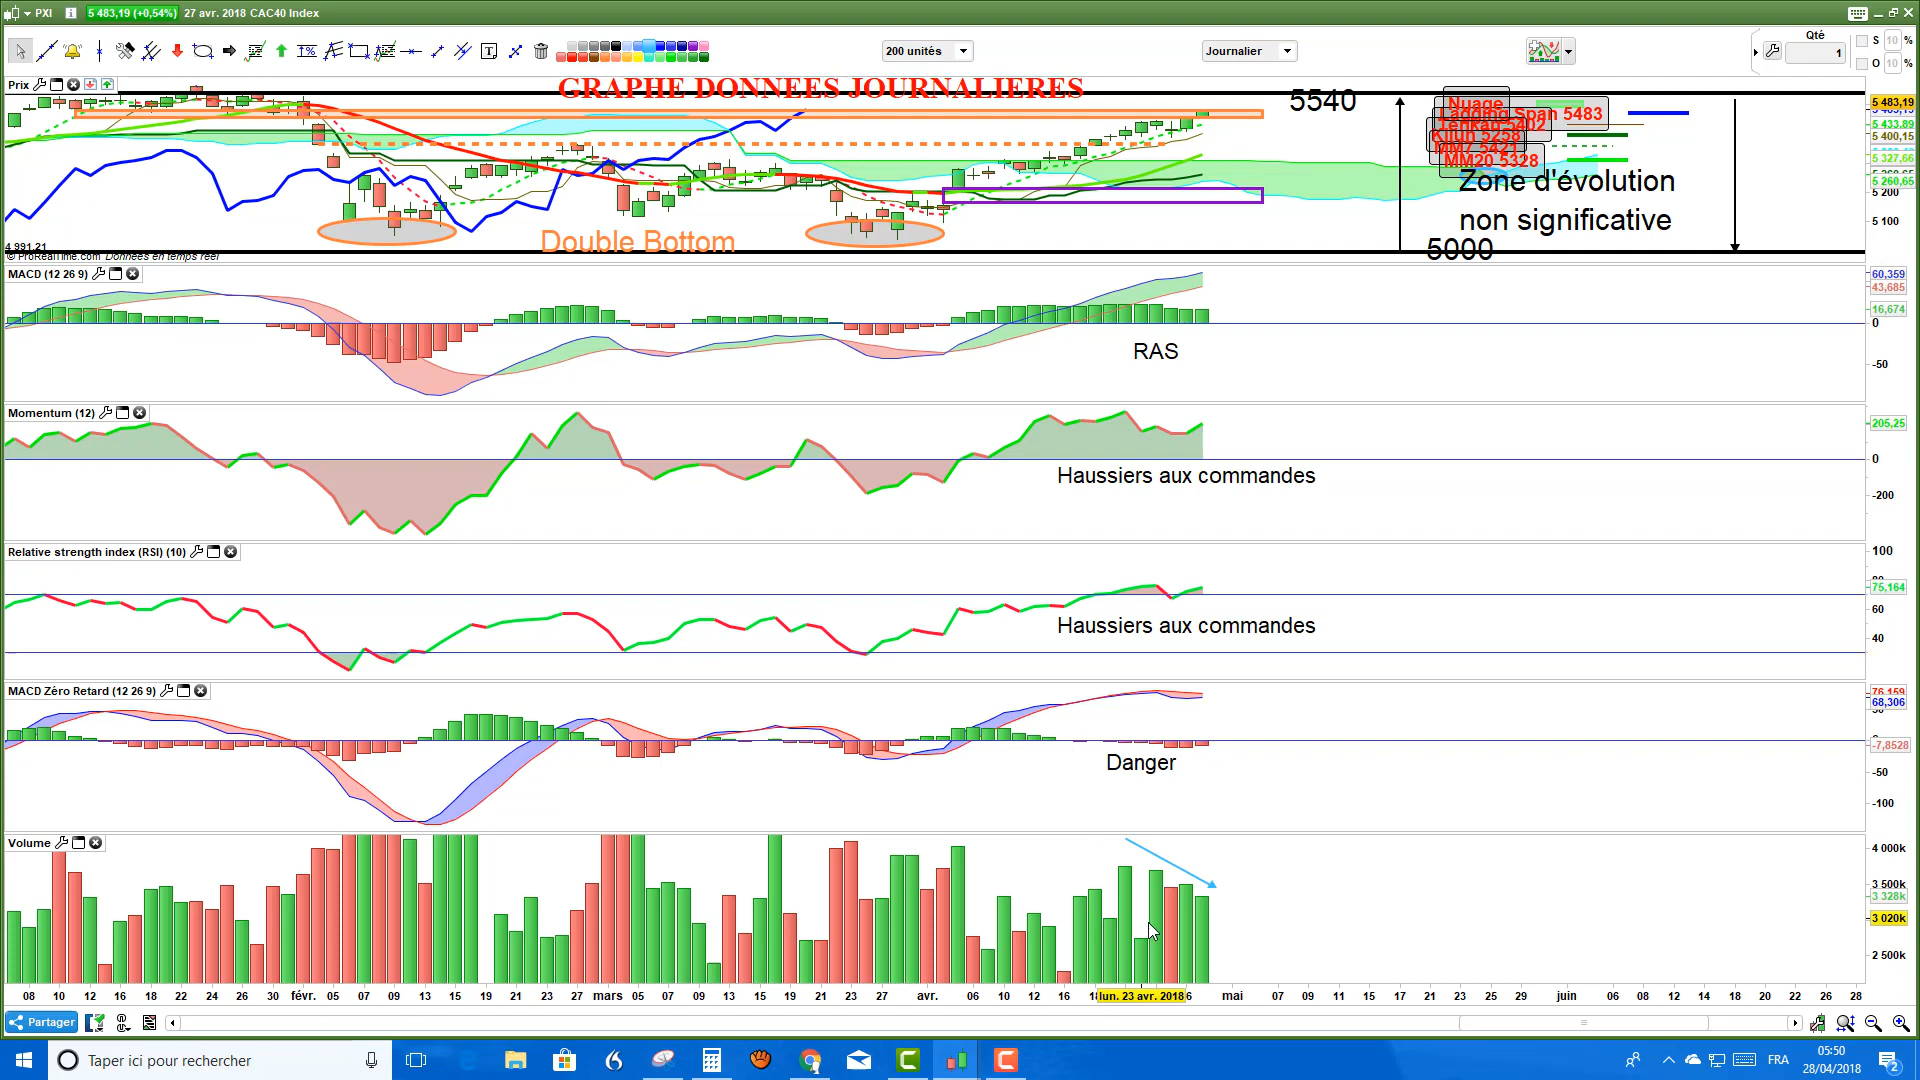 PXI 5 483,19 (+0,54%) 27 avr. 2018 CAC40 Index
200 unités
Journalier
Qté
1
S 10 %
O 10 %
Prix
GRAPHE DONNEES JOURNALIERES
5540
Nuage
Lagging Span 5483
Tenkan 5402
Kijun 5258
MM7 5421
MM20 5328
Zone d'évolution
non significative
5000
Double Bottom
4 991,21
© ProRealTime.com Données en temps réel
5 483,19
5 433,89
5 400,15
5 327,66
5 260,65
5 200
5 100
MACD (12 26 9)
60,359
43,685
16,674
0
-50
RAS
Momentum (12)
205,25
0
-200
Haussiers aux commandes
Relative strength index (RSI) (10)
100
75,164
60
40
Haussiers aux commandes
MACD Zéro Retard (12 26 9)
76,159
68,306
-7,8528
-50
-100
Danger
Volume
4 000k
3 500k
3 328k
3 020k
2 500k
08 10 12 16 18 22 24 26 30 févr. 05 07 09 13 15 19 21 23 27 mars 05 07 09 13 15 19 21 23 27 avr. 06 10 12 16 lun. 23 avr. 2018 mai 07 09 11 15 17 21 23 25 29 juin 06 08 12 14 18 20 22 26 28
Partager
Taper ici pour rechercher
FRA
05:50
28/04/2018
2